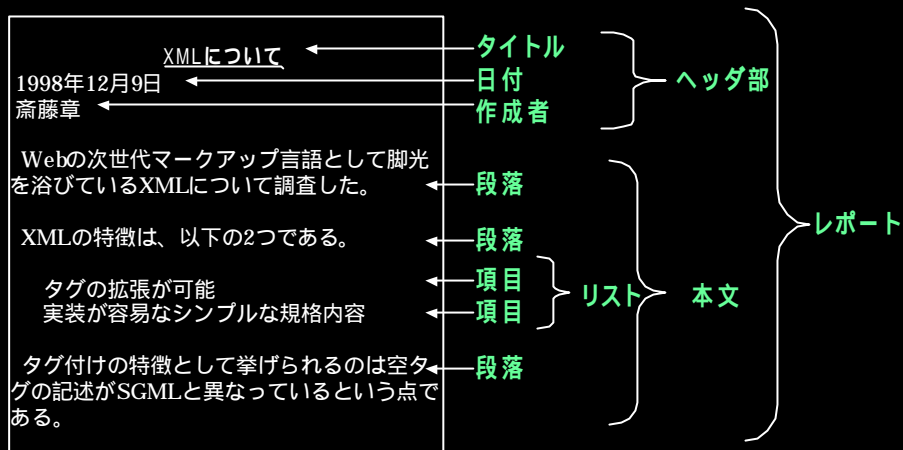 XMLについて
1998年12月9日
斎藤章
Webの次世代マークアップ言語として脚光
を浴びているXMLについて調査した。
XMLの特徴は、以下の2つである。
タグの拡張が可能
実装が容易なシンプルな規格内容
タグ付けの特徴として挙げられるのは空タ
グの記述がSGMLと異なっているという点で
ある。
タイトル
日付
作成者
段落
段落
項目
項目
段落
ヘッダ部
リスト
本文
レポート